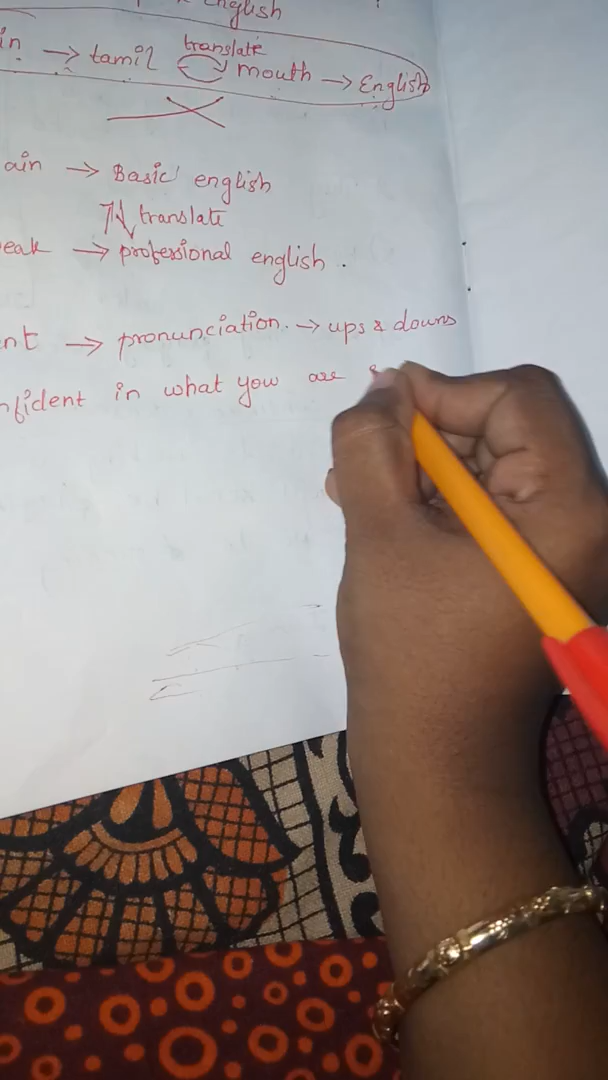 english
in → tamil translate mouth → English
ain → Basic english
translate
eak → professional english.
nt → pronunciation. → ups & downs
nfident in what you are